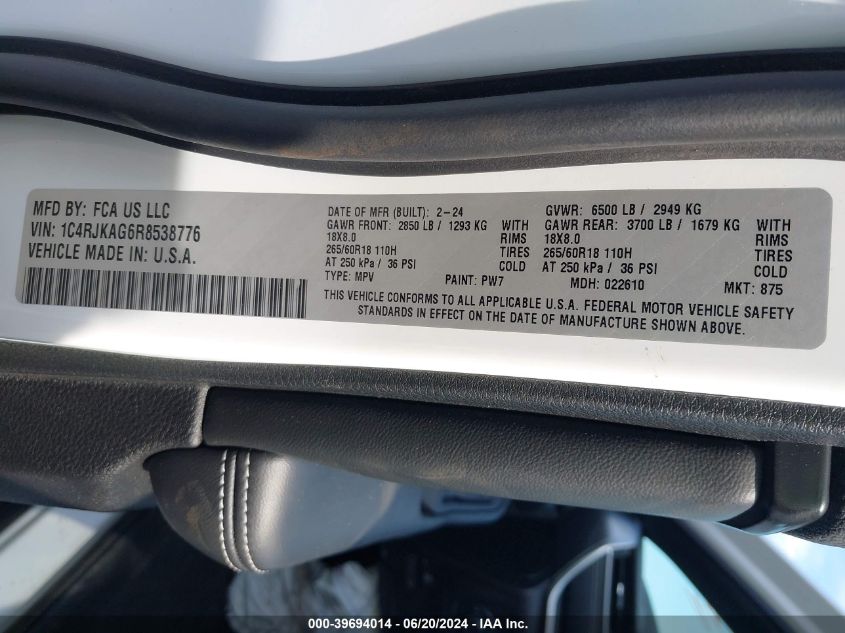 MFD BY: FCA US LLC
VIN: 1C4RJKAG6R8538776
VEHICLE MADE IN: U.S.A.
DATE OF MFR (BUILT): 2-24
GAWR FRONT: 2850 LB / 1293 KG WITH
18X8.0 RIMS
265/60R18 110H TIRES
AT 250 kPa / 36 PSI COLD
TYPE: MPV PAINT: PW7
GVWR: 6500 LB / 2949 KG
GAWR REAR: 3700 LB / 1679 KG WITH
18X8.0 RIMS
265/60R18 110H TIRES
AT 250 kPa / 36 PSI COLD
MDH: 022610 MKT: 875
THIS VEHICLE CONFORMS TO ALL APPLICABLE U.S.A. FEDERAL MOTOR VEHICLE SAFETY
STANDARDS IN EFFECT ON THE DATE OF MANUFACTURE SHOWN ABOVE.
000-39694014 - 06/20/2024 - IAA Inc.